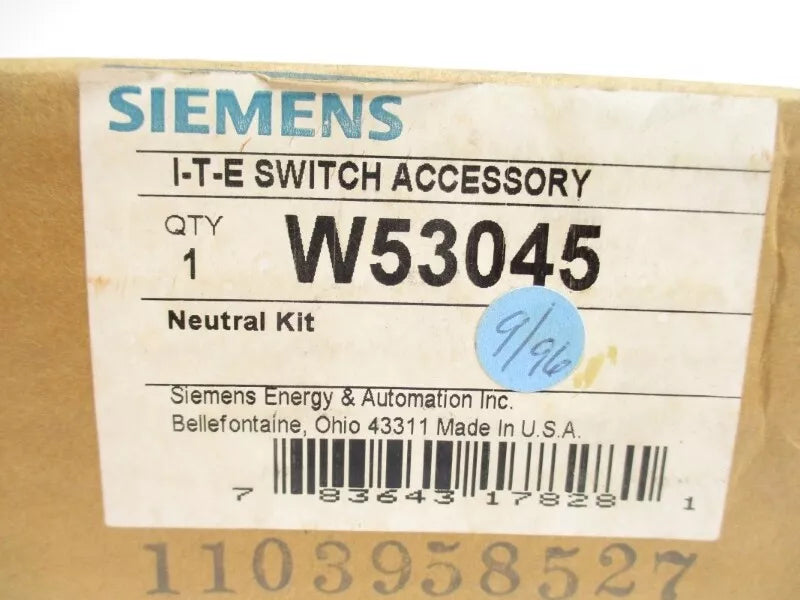 SIEMENS
I-T-E SWITCH ACCESSORY
QTY
1
W53045
Neutral Kit
9/96
Siemens Energy & Automation Inc.
Bellefontaine, Ohio 43311 Made In U.S.A.
7 83643 17828 1
1103958527